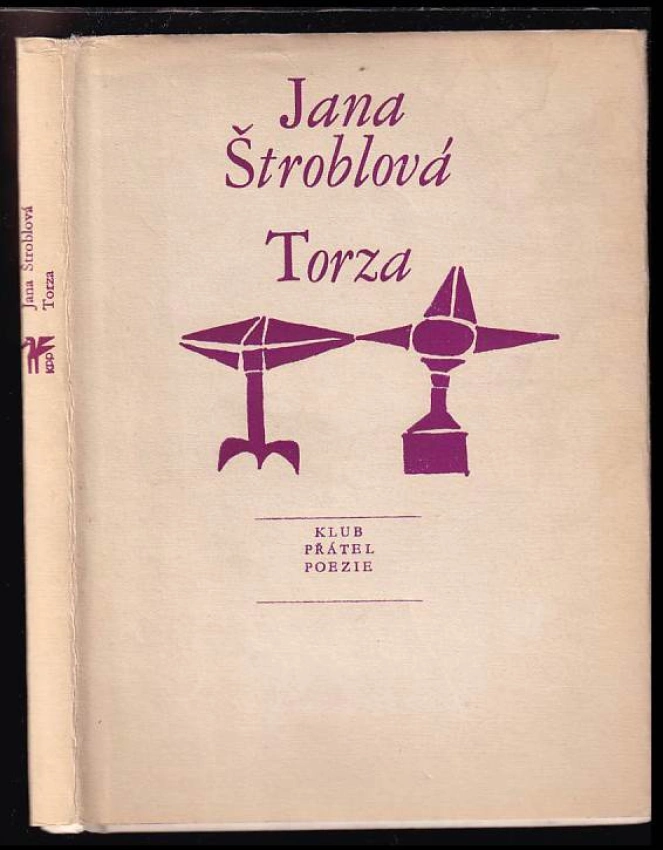 Jana
Štroblová
Torza
KLUB
PŘÁTEL
POEZIE
Jana Štroblová
Torza
KPP